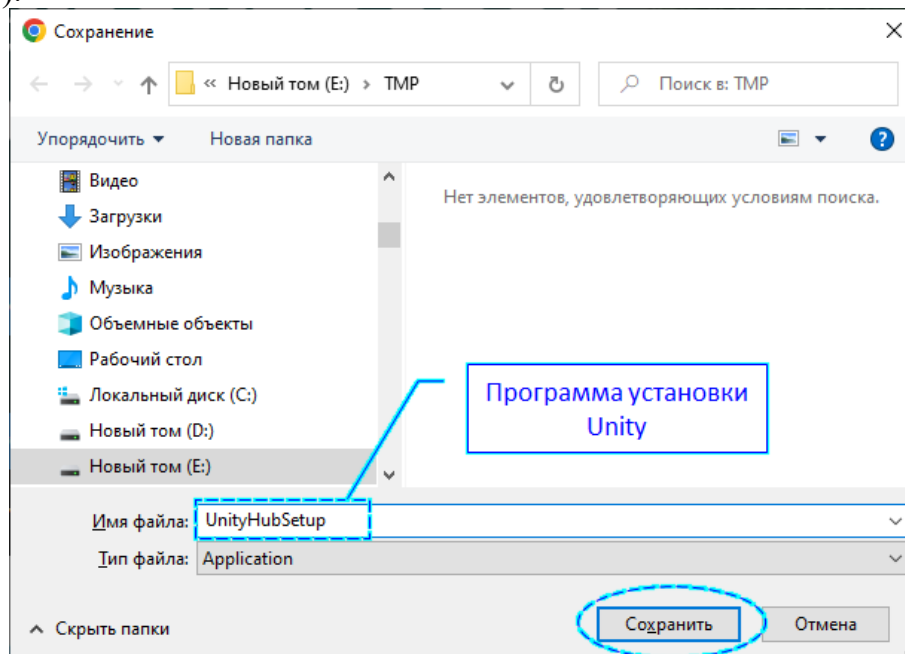 ).
Сохранение
« Новый том (E:) › TMP
Поиск в: TMP
Упорядочить
Новая папка
Видео
Загрузки
Изображения
Музыка
Объемные объекты
Рабочий стол
Локальный диск (C:)
Новый том (D:)
Новый том (E:)
Нет элементов, удовлетворяющих условиям поиска.
Программа установки
Unity
Имя файла: UnityHubSetup
Тип файла: Application
Скрыть папки
Сохранить
Отмена